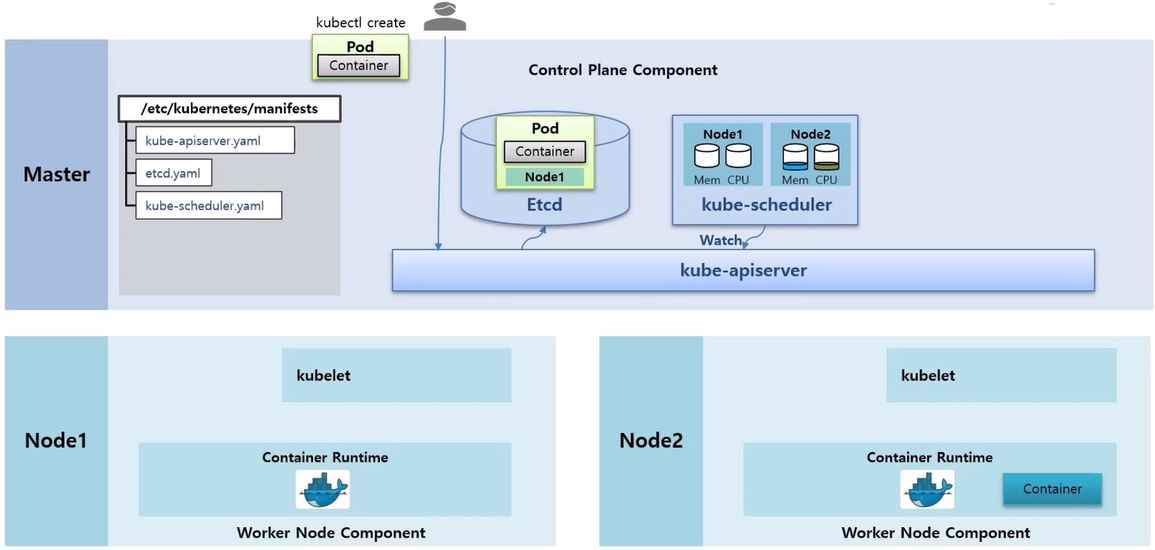 kubectl create
Pod
Container
Control Plane Component
Master
/etc/kubernetes/manifests
kube-apiserver.yaml
etcd.yaml
kube-scheduler.yaml
Pod
Container
Node1
Etcd
Node1
Mem CPU
Node2
Mem CPU
kube-scheduler
Watch
kube-apiserver
Node1
kubelet
Container Runtime
Worker Node Component
Node2
kubelet
Container Runtime
Container
Worker Node Component